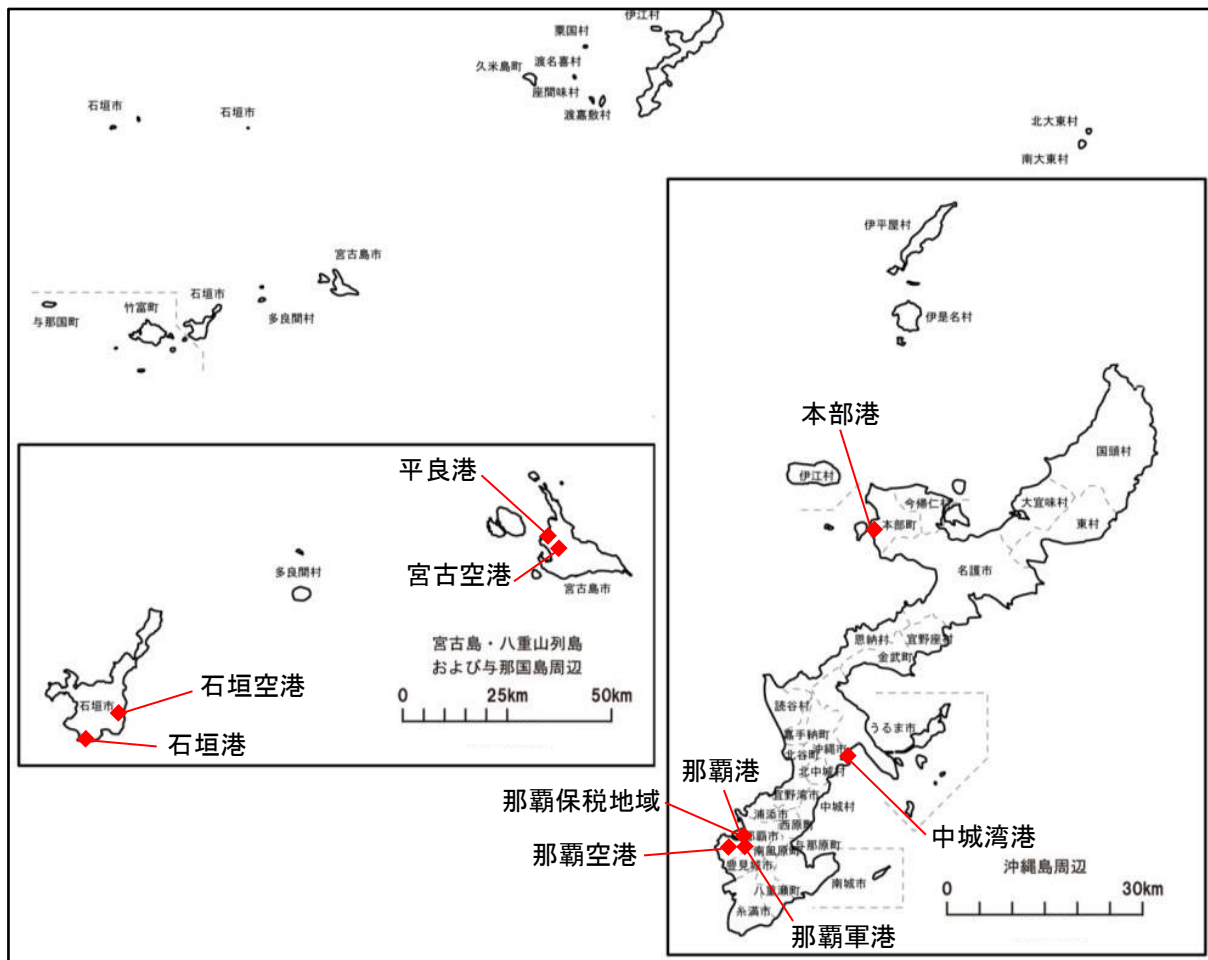 伊江村
粟国村
渡名喜村
久米島町
座間味村
渡嘉敷村
石垣市
石垣市
北大東村
南大東村
宮古島市
石垣市
竹富町
与那国町
多良間村
平良港
宮古空港
多良間村
宮古島市
宮古島・八重山列島
および与那国島周辺
0 25km 50km
石垣市
石垣空港
石垣港
伊平屋村
伊是名村
本部港
伊江村
国頭村
今帰仁村
大宜味村
本部町
東村
名護市
恩納村
宜野座村
金武町
読谷村
うるま市
嘉手納町
沖縄市
北谷町
北中城村
那覇港
宜野湾市
那覇保税地域
中城村
浦添市
西原町
中城湾港
那覇市
与那原町
那覇空港
南風原町
豊見城市
南城市
八重瀬町
糸満市
沖縄島周辺
0 30km
那覇軍港